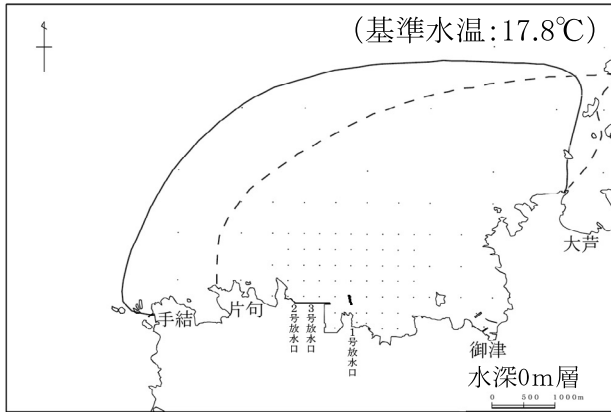 (基準水温:17.8℃)
大芦
手結
片句
2号放水口
3号放水口
1号放水口
御津
水深0m層
0 500 1000m